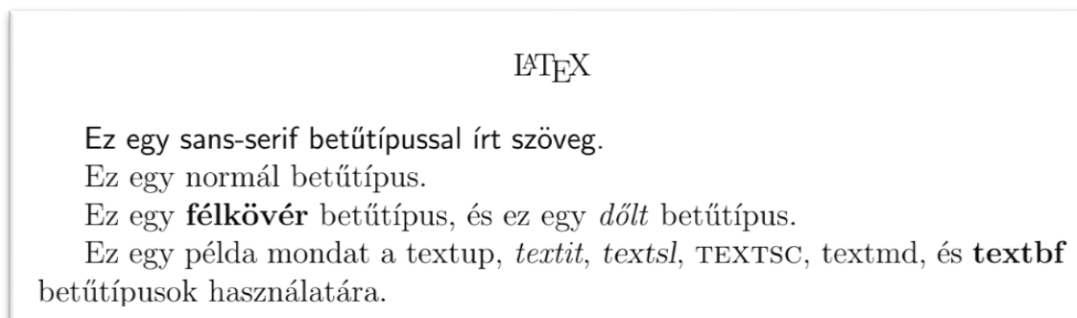 LATEX
Ez egy sans-serif betűtípussal írt szöveg.
Ez egy normál betűtípus.
Ez egy félkövér betűtípus, és ez egy dőlt betűtípus.
Ez egy példa mondat a textup, textit, textsl, TEXTSC, textmd, és textbf
betűtípusok használatára.